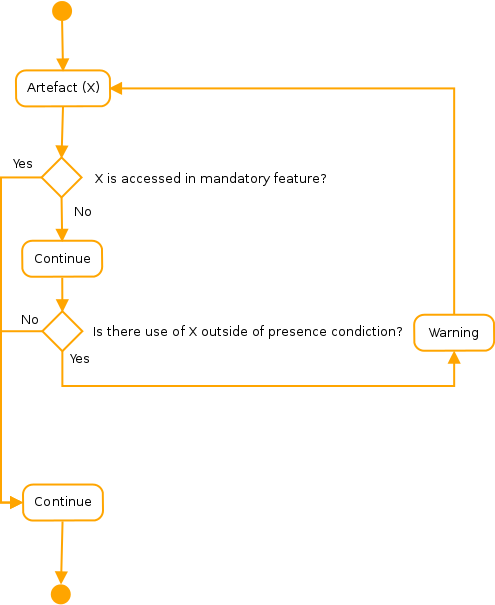 Artefact (X)
Yes
X is accessed in mandatory feature?
No
Continue
No
Is there use of X outside of presence condiction?
Warning
Yes
Continue